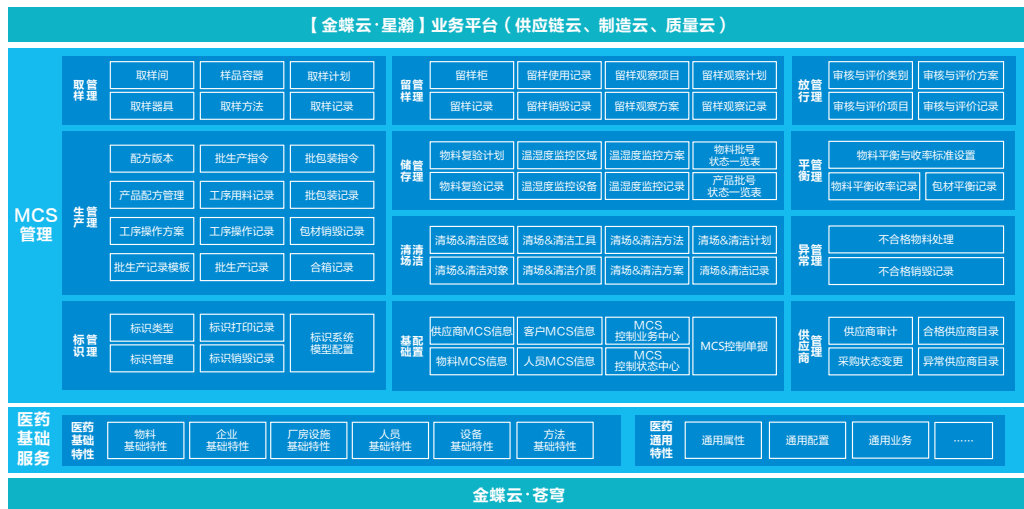 【金蝶云·星瀚】业务平台（供应链云、制造云、质量云）
MCS
管理
取样管理
取样间
样品容器
取样计划
取样器具
取样方法
取样记录
留样管理
留样柜
留样使用记录
留样观察项目
留样观察计划
留样记录
留样销毁记录
留样观察方案
留样观察记录
放行管理
审核与评价类别
审核与评价方案
审核与评价项目
审核与评价记录
生产管理
配方版本
批生产指令
批包装指令
产品配方管理
工序用料记录
批包装记录
工序操作方案
工序操作记录
包材销毁记录
批生产记录模板
批生产记录
合箱记录
储存管理
物料复验计划
温湿度监控区域
温湿度监控方案
物料批号
状态一览表
物料复验记录
温湿度监控设备
温湿度监控记录
产品批号
状态一览表
平衡管理
物料平衡与收率标准设置
物料平衡收率记录
包材平衡记录
清场清洁
清场&清洁区域
清场&清洁工具
清场&清洁方法
清场&清洁计划
清场&清洁对象
清场&清洁介质
清场&清洁方案
清场&清洁记录
异常管理
不合格物料处理
不合格销毁记录
标识管理
标识类型
标识打印记录
标识系统
模型配置
标识管理
标识销毁记录
基础配置
供应商MCS信息
客户MCS信息
MCS
控制业务中心
MCS控制单据
物料MCS信息
人员MCS信息
MCS
控制状态中心
供应商管理
供应商审计
合格供应商目录
采购状态变更
异常供应商目录
医药
基础
服务
医药
基础
特性
物料
基础特性
企业
基础特性
厂房设施
基础特性
人员
基础特性
设备
基础特性
方法
基础特性
医药
通用
特性
通用属性
通用配置
通用业务
……
金蝶云·苍穹